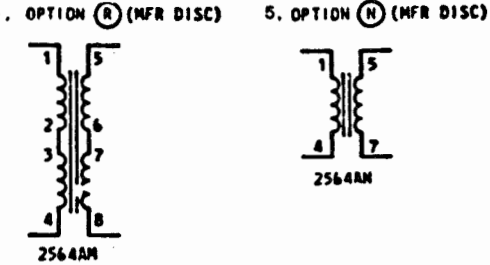 . OPTION R (MFR DISC)
5. OPTION N (MFR DISC)
1 5
2 6
3 7
4 8
2564AM
1 5
4 7
2564AM